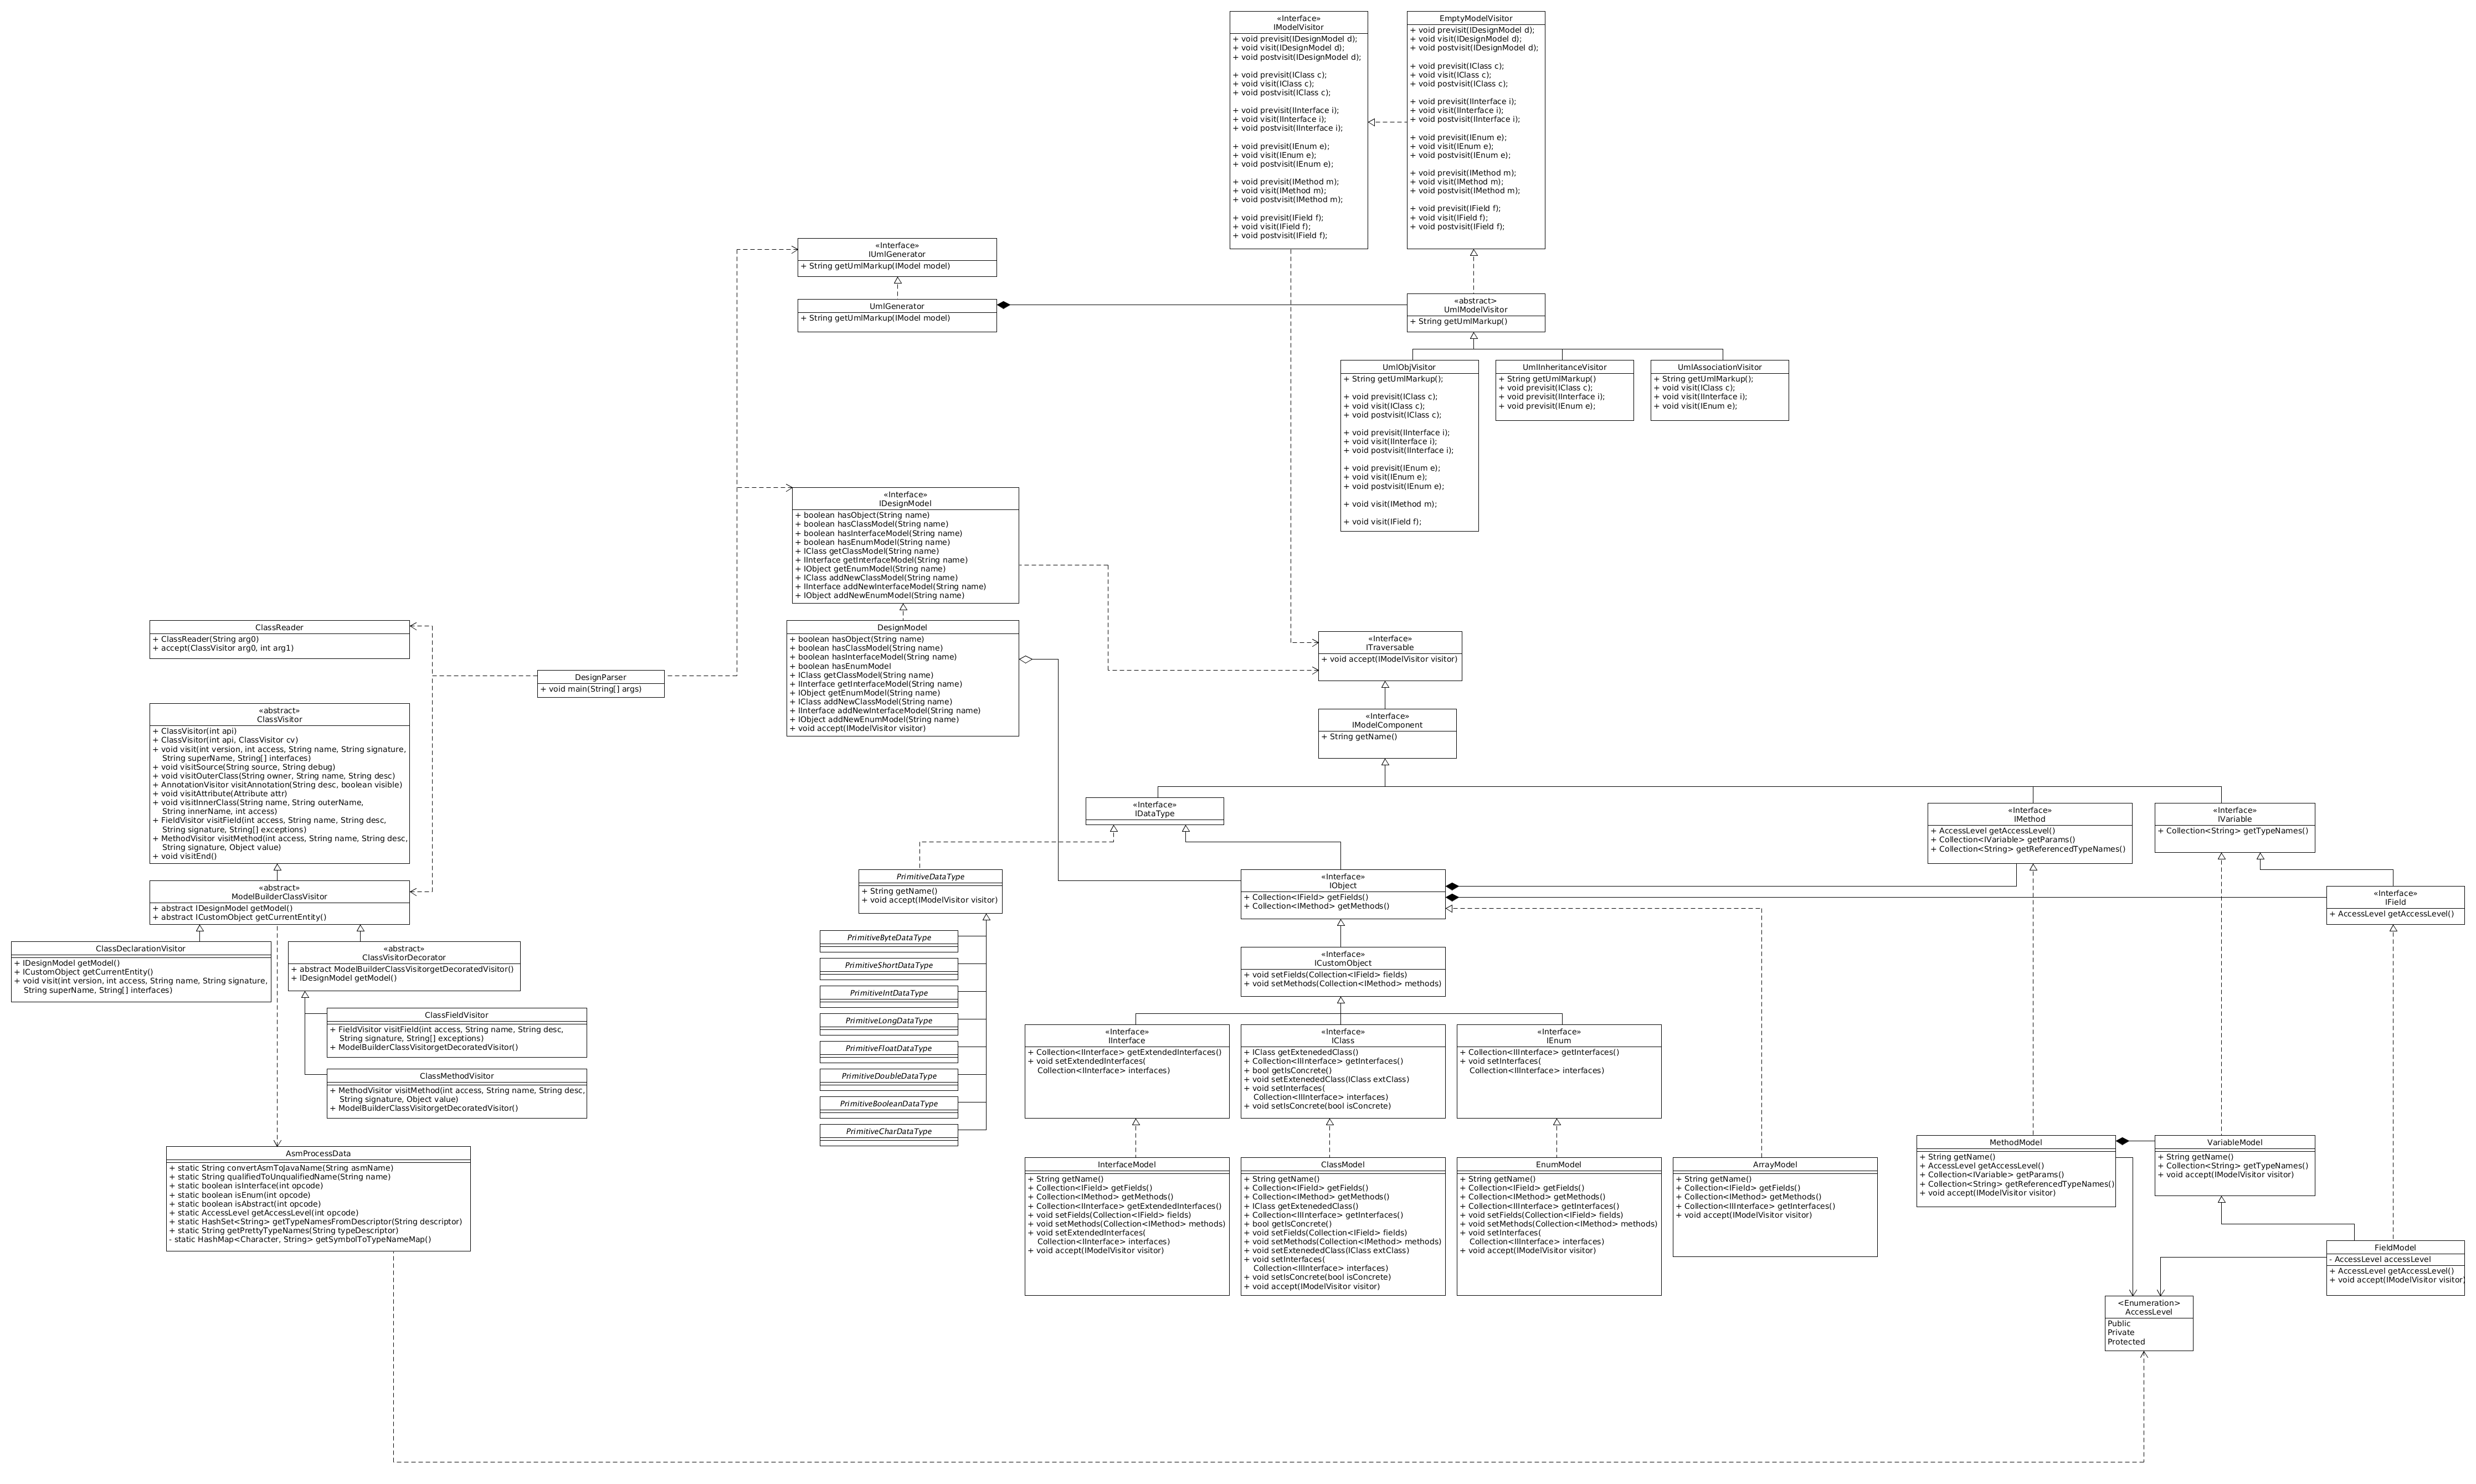 «Interface»
IModelVisitor
+ void previsit(IDesignModel d);
+ void visit(IDesignModel d);
+ void postvisit(IDesignModel d);
+ void previsit(IClass c);
+ void visit(IClass c);
+ void postvisit(IClass c);
+ void previsit(IInterface i);
+ void visit(IInterface i);
+ void postvisit(IInterface i);
+ void previsit(IEnum e);
+ void visit(IEnum e);
+ void postvisit(IEnum e);
+ void previsit(IMethod m);
+ void visit(IMethod m);
+ void postvisit(IMethod m);
+ void previsit(IField f);
+ void visit(IField f);
+ void postvisit(IField f);
EmptyModelVisitor
+ void previsit(IDesignModel d);
+ void visit(IDesignModel d);
+ void postvisit(IDesignModel d);
+ void previsit(IClass c);
+ void visit(IClass c);
+ void postvisit(IClass c);
+ void previsit(IInterface i);
+ void visit(IInterface i);
+ void postvisit(IInterface i);
+ void previsit(IEnum e);
+ void visit(IEnum e);
+ void postvisit(IEnum e);
+ void previsit(IMethod m);
+ void visit(IMethod m);
+ void postvisit(IMethod m);
+ void previsit(IField f);
+ void visit(IField f);
+ void postvisit(IField f);
«Interface»
IUmlGenerator
+ String getUmlMarkup(IModel model)
UmlGenerator
+ String getUmlMarkup(IModel model)
«abstract>
UmlModelVisitor
+ String getUmlMarkup()
UmlObjVisitor
+ String getUmlMarkup();
+ void previsit(IClass c);
+ void visit(IClass c);
+ void postvisit(IClass c);
+ void previsit(IInterface i);
+ void visit(IInterface i);
+ void postvisit(IInterface i);
+ void previsit(IEnum e);
+ void visit(IEnum e);
+ void postvisit(IEnum e);
+ void visit(IMethod m);
+ void visit(IField f);
UmlInheritanceVisitor
+ String getUmlMarkup()
+ void previsit(IClass c);
+ void previsit(IInterface i);
+ void previsit(IEnum e);
UmlAssociationVisitor
+ String getUmlMarkup();
+ void visit(IClass c);
+ void visit(IInterface i);
+ void visit(IEnum e);
«Interface»
IDesignModel
+ boolean hasObject(String name)
+ boolean hasClassModel(String name)
+ boolean hasInterfaceModel(String name)
+ boolean hasEnumModel(String name)
+ IClass getClassModel(String name)
+ IInterface getInterfaceModel(String name)
+ IObject getEnumModel(String name)
+ IClass addNewClassModel(String name)
+ IInterface addNewInterfaceModel(String name)
+ IObject addNewEnumModel(String name)
DesignModel
+ boolean hasObject(String name)
+ boolean hasClassModel(String name)
+ boolean hasInterfaceModel(String name)
+ boolean hasEnumModel
+ IClass getClassModel(String name)
+ IInterface getInterfaceModel(String name)
+ IObject getEnumModel(String name)
+ IClass addNewClassModel(String name)
+ IInterface addNewInterfaceModel(String name)
+ IObject addNewEnumModel(String name)
+ void accept(IModelVisitor visitor)
ClassReader
+ ClassReader(String arg0)
+ accept(ClassVisitor arg0, int arg1)
DesignParser
+ void main(String[] args)
«Interface»
ITraversable
+ void accept(IModelVisitor visitor)
«Interface»
IModelComponent
+ String getName()
«abstract>
ClassVisitor
+ ClassVisitor(int api)
+ ClassVisitor(int api, ClassVisitor cv)
+ void visit(int version, int access, String name, String signature,
String superName, String[] interfaces)
+ void visitSource(String source, String debug)
+ void visitOuterClass(String owner, String name, String desc)
+ AnnotationVisitor visitAnnotation(String desc, boolean visible)
+ void visitAttribute(Attribute attr)
+ void visitInnerClass(String name, String outerName,
String innerName, int access)
+ FieldVisitor visitField(int access, String name, String desc,
String signature, String[] exceptions)
+ MethodVisitor visitMethod(int access, String name, String desc,
String signature, Object value)
+ void visitEnd()
«abstract>
ModelBuilderClassVisitor
+ abstract IDesignModel getModel()
+ abstract ICustomObject getCurrentEntity()
ClassDeclarationVisitor
+ IDesignModel getModel()
+ ICustomObject getCurrentEntity()
+ void visit(int version, int access, String name, String signature,
String superName, String[] interfaces)
«abstract>
ClassVisitorDecorator
+ abstract ModelBuilderClassVisitorgetDecoratedVisitor()
+ IDesignModel getModel()
ClassFieldVisitor
+ FieldVisitor visitField(int access, String name, String desc,
String signature, String[] exceptions)
+ ModelBuilderClassVisitorgetDecoratedVisitor()
ClassMethodVisitor
+ MethodVisitor visitMethod(int access, String name, String desc,
String signature, Object value)
+ ModelBuilderClassVisitorgetDecoratedVisitor()
AsmProcessData
+ static String convertAsmToJavaName(String asmName)
+ static String qualifiedToUnqualifiedName(String name)
+ static boolean isInterface(int opcode)
+ static boolean isEnum(int opcode)
+ static boolean isAbstract(int opcode)
+ static AccessLevel getAccessLevel(int opcode)
+ static HashSet<String> getTypeNamesFromDescriptor(String descriptor)
+ static String getPrettyTypeNames(String typeDescriptor)
- static HashMap<Character, String> getSymbolToTypeNameMap()
«Interface»
IDataType
PrimitiveDataType
+ String getName()
+ void accept(IModelVisitor visitor)
PrimitiveByteDataType
PrimitiveShortDataType
PrimitiveIntDataType
PrimitiveLongDataType
PrimitiveFloatDataType
PrimitiveDoubleDataType
PrimitiveBooleanDataType
PrimitiveCharDataType
«Interface»
IObject
+ Collection<IField> getFields()
+ Collection<IMethod> getMethods()
«Interface»
ICustomObject
+ void setFields(Collection<IField> fields)
+ void setMethods(Collection<IMethod> methods)
«Interface»
IInterface
+ Collection<IInterface> getExtendedInterfaces()
+ void setExtendedInterfaces(
Collection<IInterface> interfaces)
«Interface»
IClass
+ IClass getExtenededClass()
+ Collection<IIInterface> getInterfaces()
+ bool getIsConcrete()
+ void setExtenededClass(IClass extClass)
+ void setInterfaces(
Collection<IIInterface> interfaces)
+ void setIsConcrete(bool isConcrete)
«Interface»
IEnum
+ Collection<IIInterface> getInterfaces()
+ void setInterfaces(
Collection<IIInterface> interfaces)
InterfaceModel
+ String getName()
+ Collection<IField> getFields()
+ Collection<IMethod> getMethods()
+ Collection<IInterface> getExtendedInterfaces()
+ void setFields(Collection<IField> fields)
+ void setMethods(Collection<IMethod> methods)
+ void setExtendedInterfaces(
Collection<IInterface> interfaces)
+ void accept(IModelVisitor visitor)
ClassModel
+ String getName()
+ Collection<IField> getFields()
+ Collection<IMethod> getMethods()
+ IClass getExtenededClass()
+ Collection<IIInterface> getInterfaces()
+ bool getIsConcrete()
+ void setFields(Collection<IField> fields)
+ void setMethods(Collection<IMethod> methods)
+ void setExtenededClass(IClass extClass)
+ void setInterfaces(
Collection<IIInterface> interfaces)
+ void setIsConcrete(bool isConcrete)
+ void accept(IModelVisitor visitor)
EnumModel
+ String getName()
+ Collection<IField> getFields()
+ Collection<IMethod> getMethods()
+ Collection<IIInterface> getInterfaces()
+ void setFields(Collection<IField> fields)
+ void setMethods(Collection<IMethod> methods)
+ void setInterfaces(
Collection<IIInterface> interfaces)
+ void accept(IModelVisitor visitor)
ArrayModel
+ String getName()
+ Collection<IField> getFields()
+ Collection<IMethod> getMethods()
+ Collection<IIInterface> getInterfaces()
+ void accept(IModelVisitor visitor)
«Interface»
IMethod
+ AccessLevel getAccessLevel()
+ Collection<IVariable> getParams()
+ Collection<String> getReferencedTypeNames()
«Interface»
IVariable
+ Collection<String> getTypeNames()
«Interface»
IField
+ AccessLevel getAccessLevel()
MethodModel
+ String getName()
+ AccessLevel getAccessLevel()
+ Collection<IVariable> getParams()
+ Collection<String> getReferencedTypeNames()
+ void accept(IModelVisitor visitor)
VariableModel
+ String getName()
+ Collection<String> getTypeNames()
+ void accept(IModelVisitor visitor)
FieldModel
- AccessLevel accessLevel
+ AccessLevel getAccessLevel()
+ void accept(IModelVisitor visitor)
<Enumeration>
AccessLevel
Public
Private
Protected